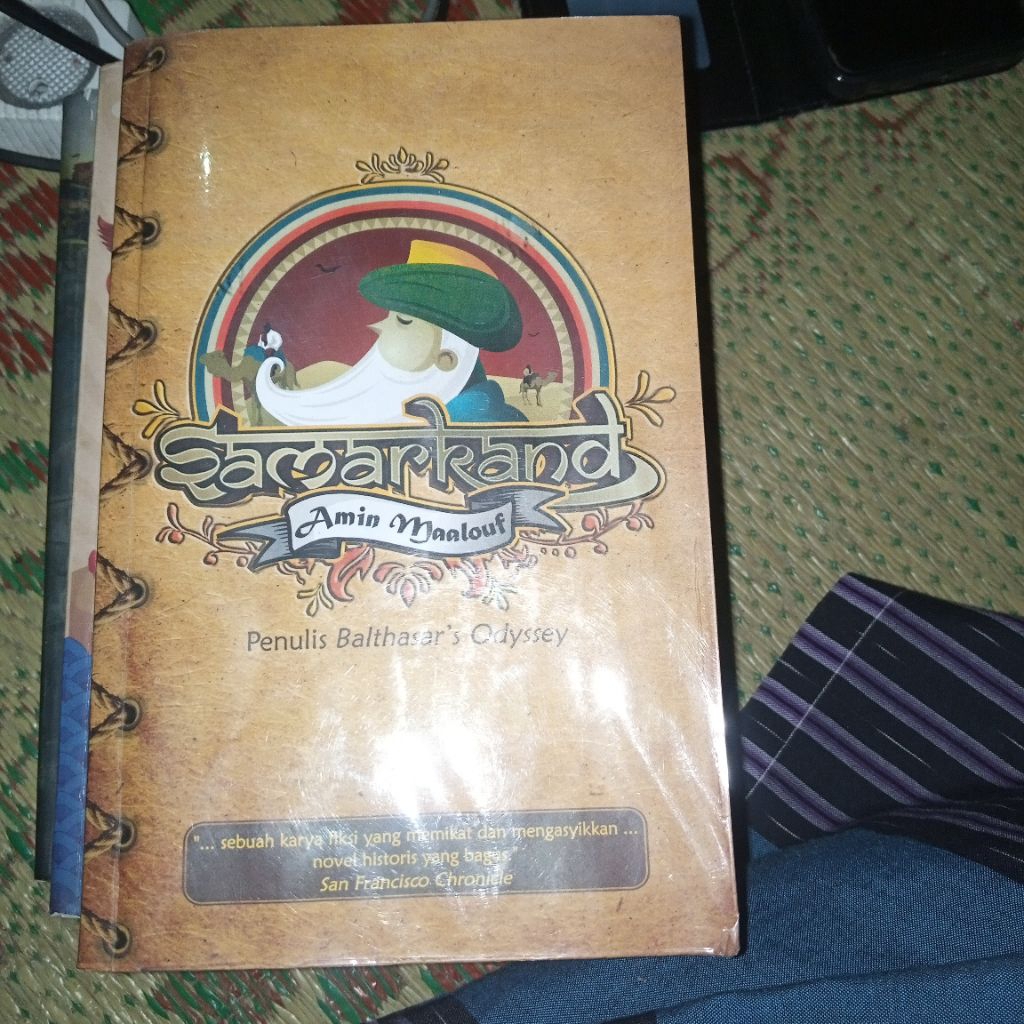 Samarkand
Amin Maalouf
Penulis Balthasar's Odyssey
"... sebuah karya fiksi yang memikat dan mengasyikkan ...
novel historis yang bagus."
San Francisco Chronicle